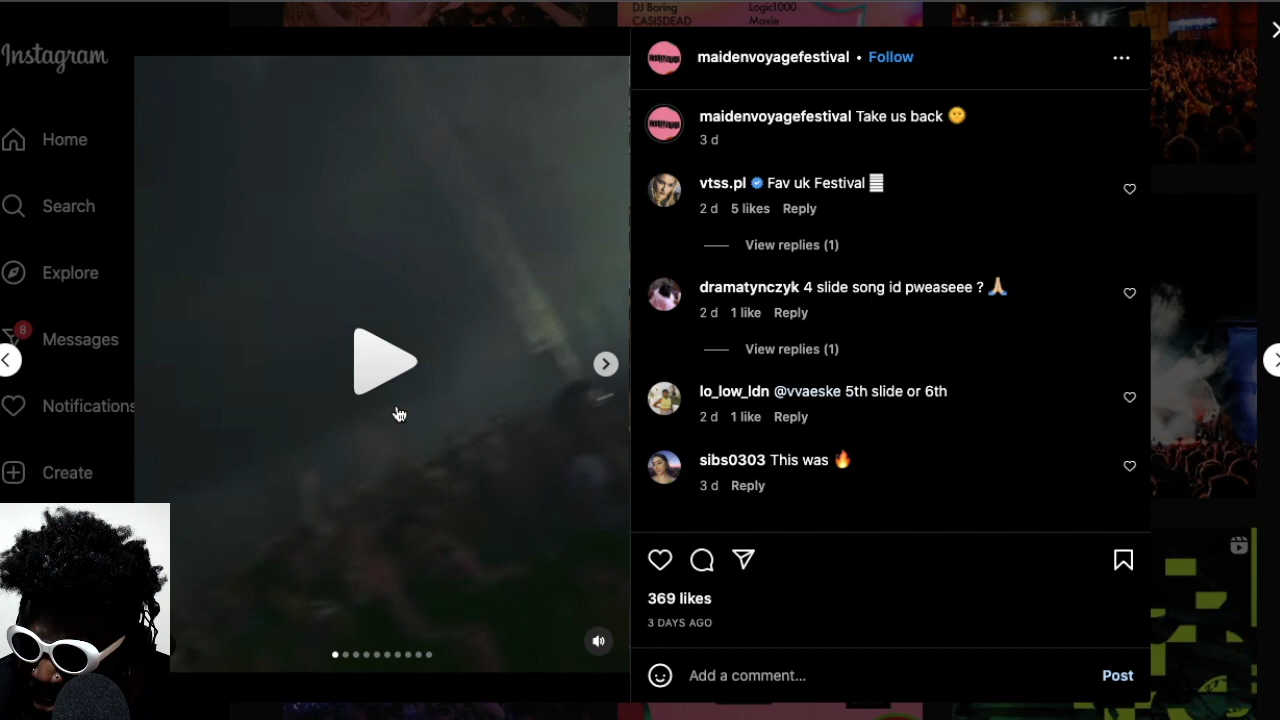 DJ Boring
Logic1000
CASISDEAD
Moxie
Instagram
Home
Search
Explore
8
Messages
Notifications
Create
maidenvoyagefestival • Follow
maidenvoyagefestival Take us back 🌝
3 d
vtss.pl Fav uk Festival
2 d 5 likes Reply
View replies (1)
dramatynczyk 4 slide song id pweaseee ? 🙏🏼
2 d 1 like Reply
View replies (1)
lo_low_ldn @vvaeske 5th slide or 6th
2 d 1 like Reply
sibs0303 This was 🔥
3 d Reply
369 likes
3 DAYS AGO
Add a comment...
Post